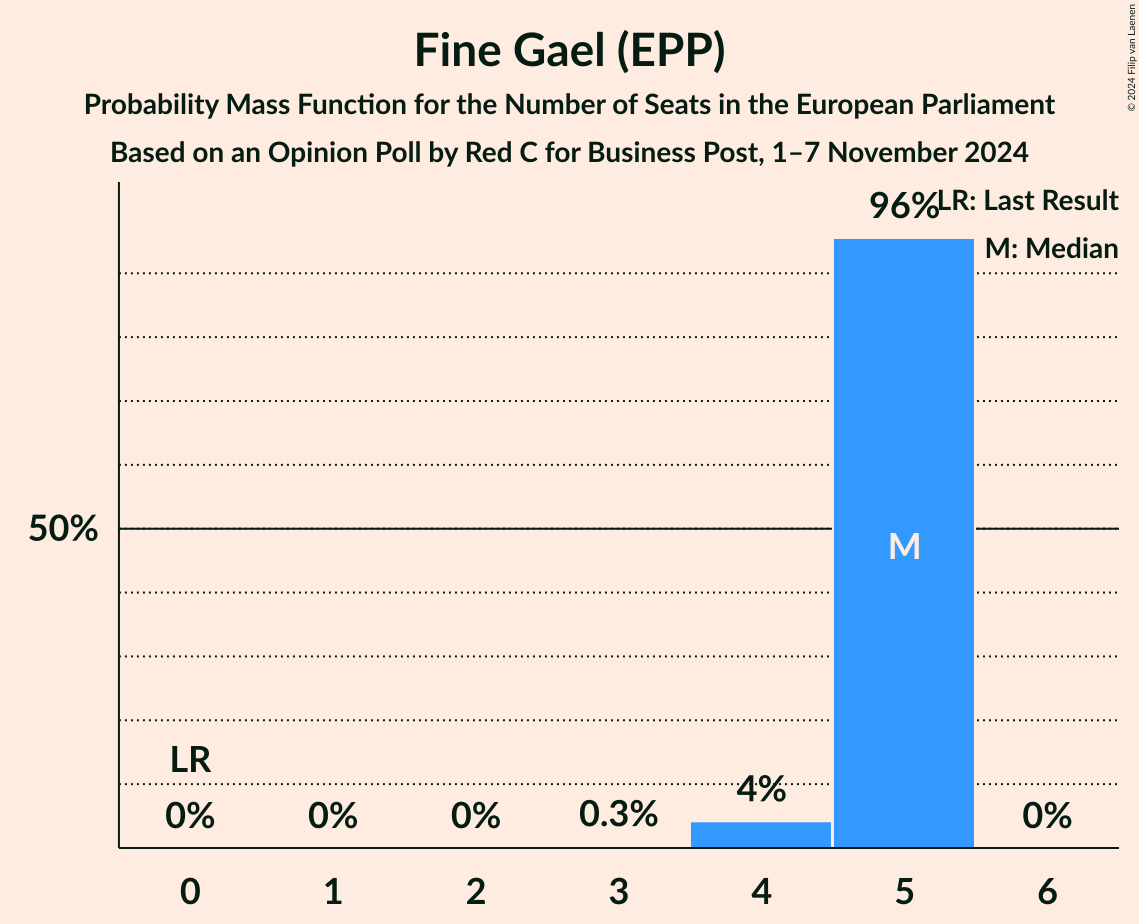 Fine Gael (EPP)
Probability Mass Function for the Number of Seats in the European Parliament
Based on an Opinion Poll by Red C for Business Post, 1–7 November 2024
© 2024 Filip van Laenen
96%
LR: Last Result
M: Median
50%
M
LR
0%
0%
0%
0.3%
4%
0%
0
1
2
3
4
5
6